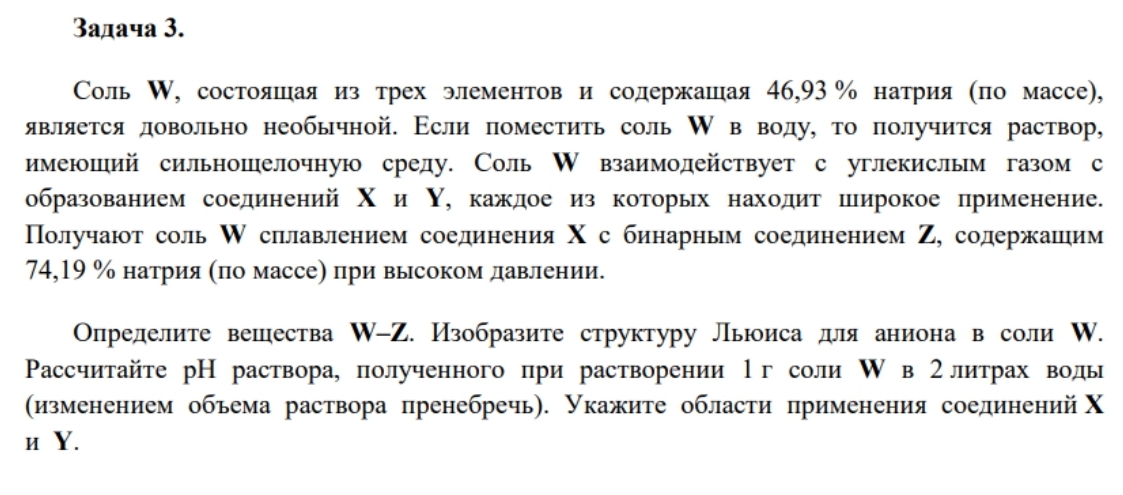 Задача 3.
Соль W, состоящая из трех элементов и содержащая 46,93 % натрия (по массе),
является довольно необычной. Если поместить соль W в воду, то получится раствор,
имеющий сильнощелочную среду. Соль W взаимодействует с углекислым газом с
образованием соединений X и Y, каждое из которых находит широкое применение.
Получают соль W сплавлением соединения X с бинарным соединением Z, содержащим
74,19 % натрия (по массе) при высоком давлении.
Определите вещества W–Z. Изобразите структуру Льюиса для аниона в соли W.
Рассчитайте pH раствора, полученного при растворении 1 г соли W в 2 литрах воды
(изменением объема раствора пренебречь). Укажите области применения соединений X
и Y.